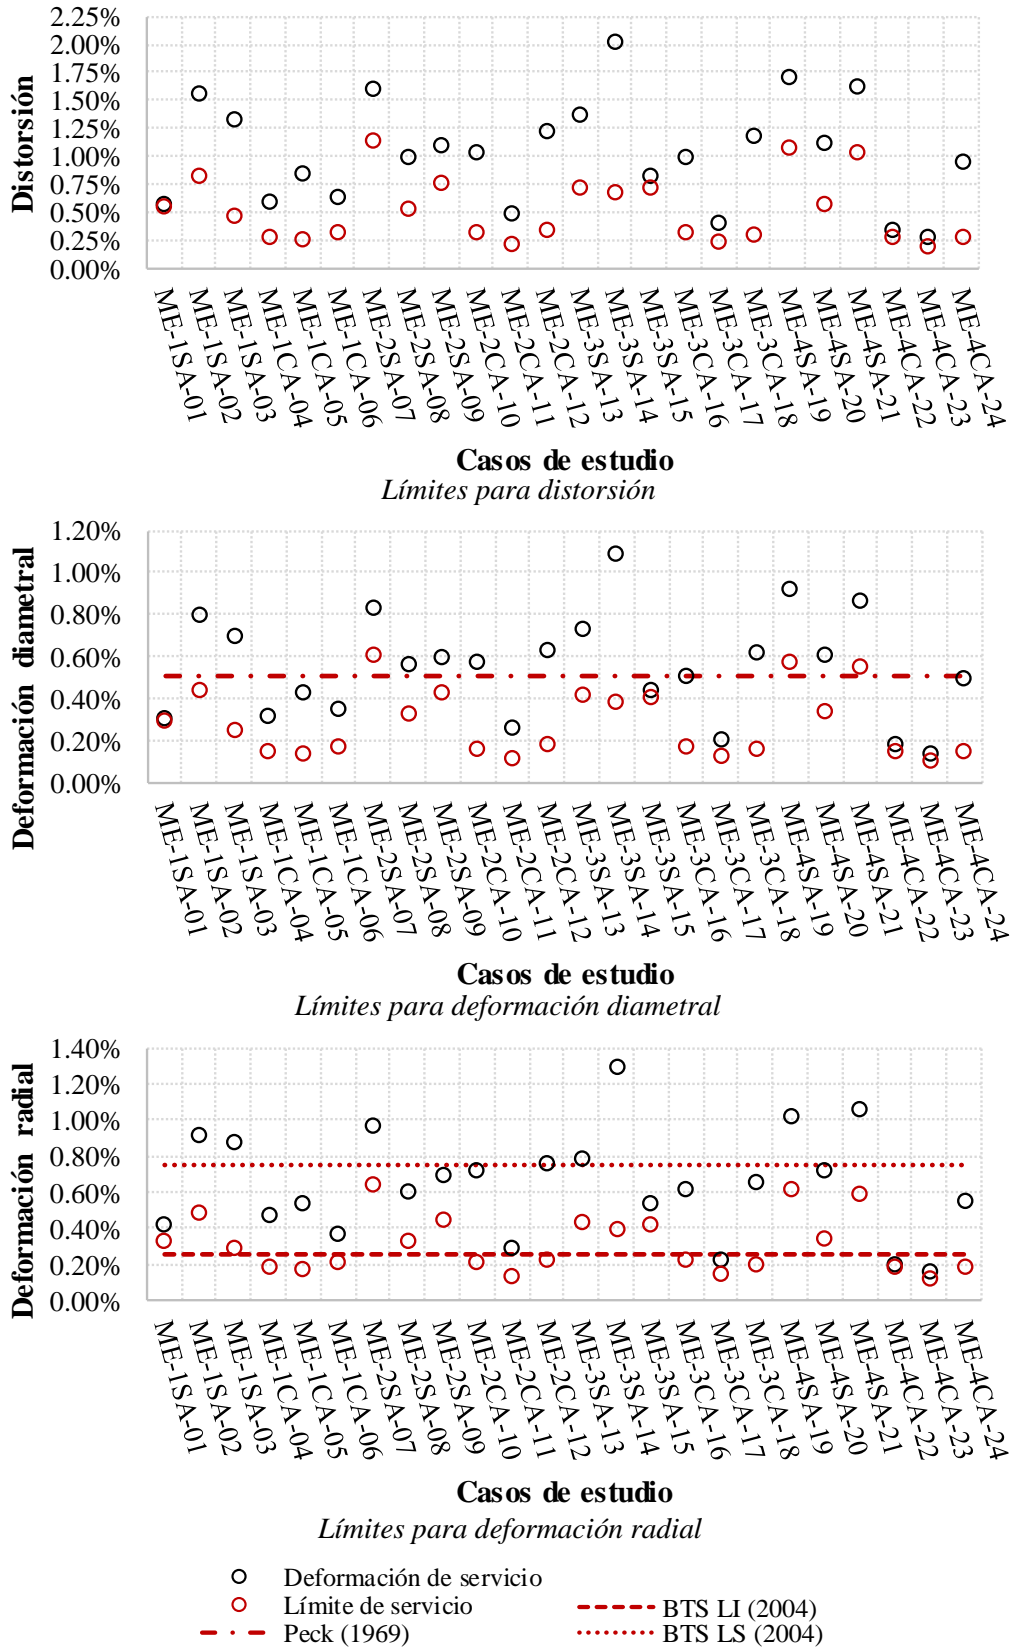 Distorsión
2.25%
2.00%
1.75%
1.50%
1.25%
1.00%
0.75%
0.50%
0.25%
0.00%
ME-1SA-01
ME-1SA-02
ME-1SA-03
ME-1CA-04
ME-1CA-05
ME-1CA-06
ME-2SA-07
ME-2SA-08
ME-2SA-09
ME-2CA-10
ME-2CA-11
ME-2CA-12
ME-3SA-13
ME-3SA-14
ME-3SA-15
ME-3CA-16
ME-3CA-17
ME-3CA-18
ME-4SA-19
ME-4SA-20
ME-4SA-21
ME-4CA-22
ME-4CA-23
ME-4CA-24
Casos de estudio
Límites para distorsión
Deformación diametral
1.20%
1.00%
0.80%
0.60%
0.40%
0.20%
0.00%
ME-1SA-01
ME-1SA-02
ME-1SA-03
ME-1CA-04
ME-1CA-05
ME-1CA-06
ME-2SA-07
ME-2SA-08
ME-2SA-09
ME-2CA-10
ME-2CA-11
ME-2CA-12
ME-3SA-13
ME-3SA-14
ME-3SA-15
ME-3CA-16
ME-3CA-17
ME-3CA-18
ME-4SA-19
ME-4SA-20
ME-4SA-21
ME-4CA-22
ME-4CA-23
ME-4CA-24
Casos de estudio
Límites para deformación diametral
Deformación radial
1.40%
1.20%
1.00%
0.80%
0.60%
0.40%
0.20%
0.00%
ME-1SA-01
ME-1SA-02
ME-1SA-03
ME-1CA-04
ME-1CA-05
ME-1CA-06
ME-2SA-07
ME-2SA-08
ME-2SA-09
ME-2CA-10
ME-2CA-11
ME-2CA-12
ME-3SA-13
ME-3SA-14
ME-3SA-15
ME-3CA-16
ME-3CA-17
ME-3CA-18
ME-4SA-19
ME-4SA-20
ME-4SA-21
ME-4CA-22
ME-4CA-23
ME-4CA-24
Casos de estudio
Límites para deformación radial
Deformación de servicio
Límite de servicio
BTS LI (2004)
Peck (1969)
BTS LS (2004)